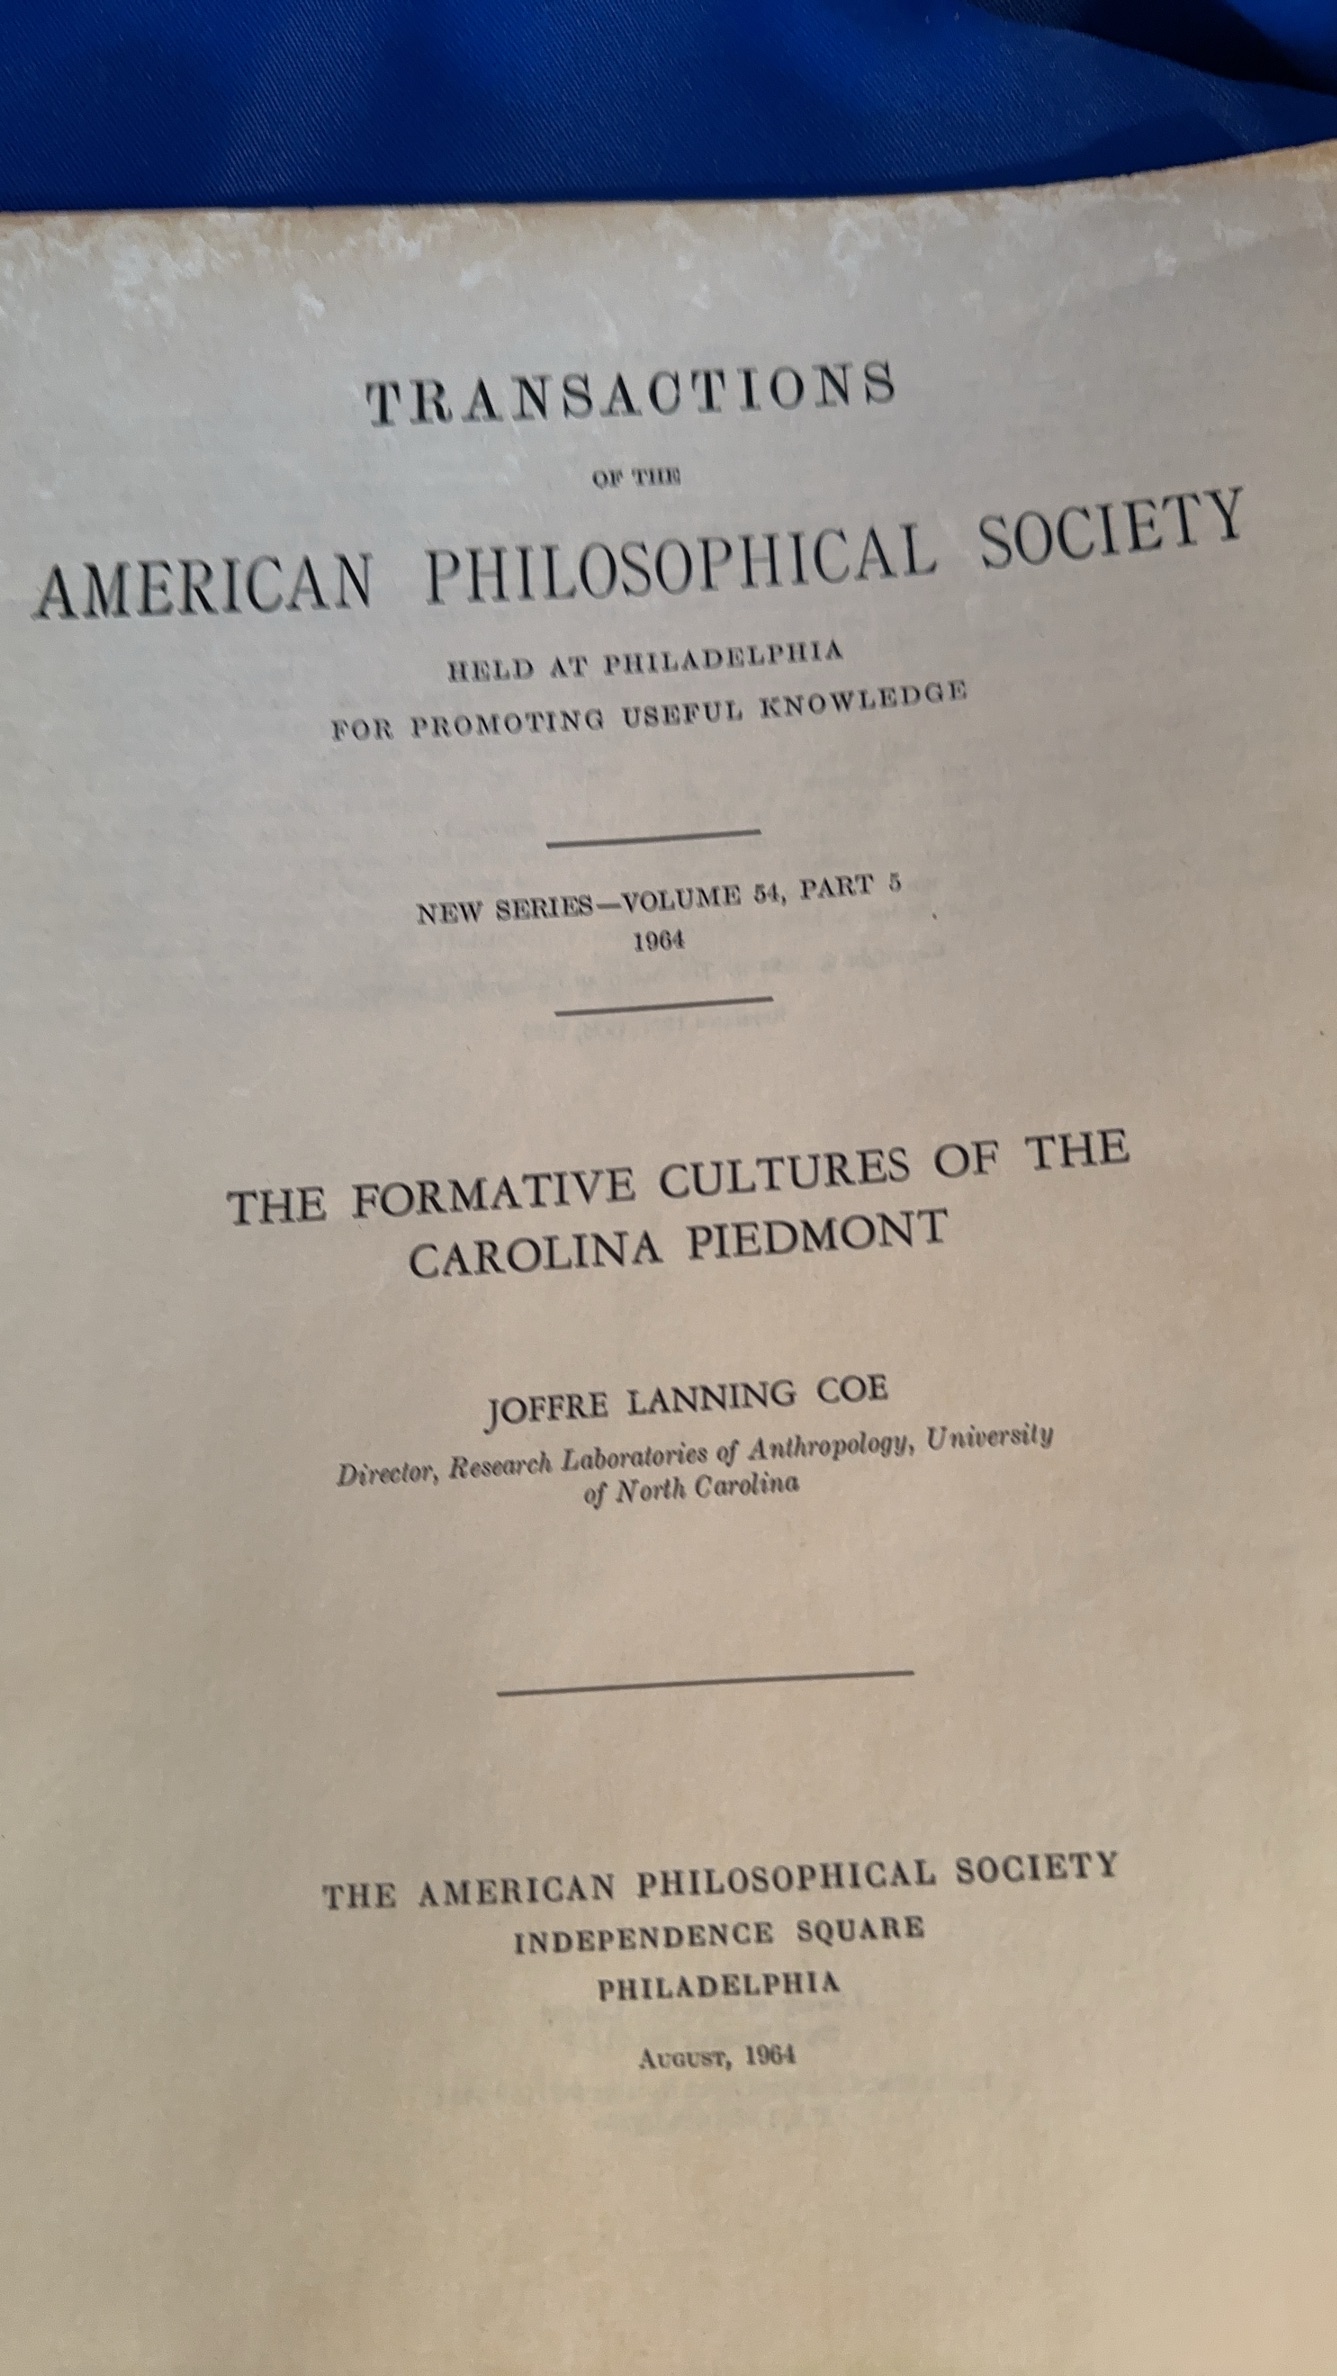 TRANSACTIONS
OF THE
AMERICAN PHILOSOPHICAL SOCIETY
HELD AT PHILADELPHIA
FOR PROMOTING USEFUL KNOWLEDGE
NEW SERIES—VOLUME 54, PART 5
1964
THE FORMATIVE CULTURES OF THE
CAROLINA PIEDMONT
JOFFRE LANNING COE
Director, Research Laboratories of Anthropology, University
of North Carolina
THE AMERICAN PHILOSOPHICAL SOCIETY
INDEPENDENCE SQUARE
PHILADELPHIA
AUGUST, 1964